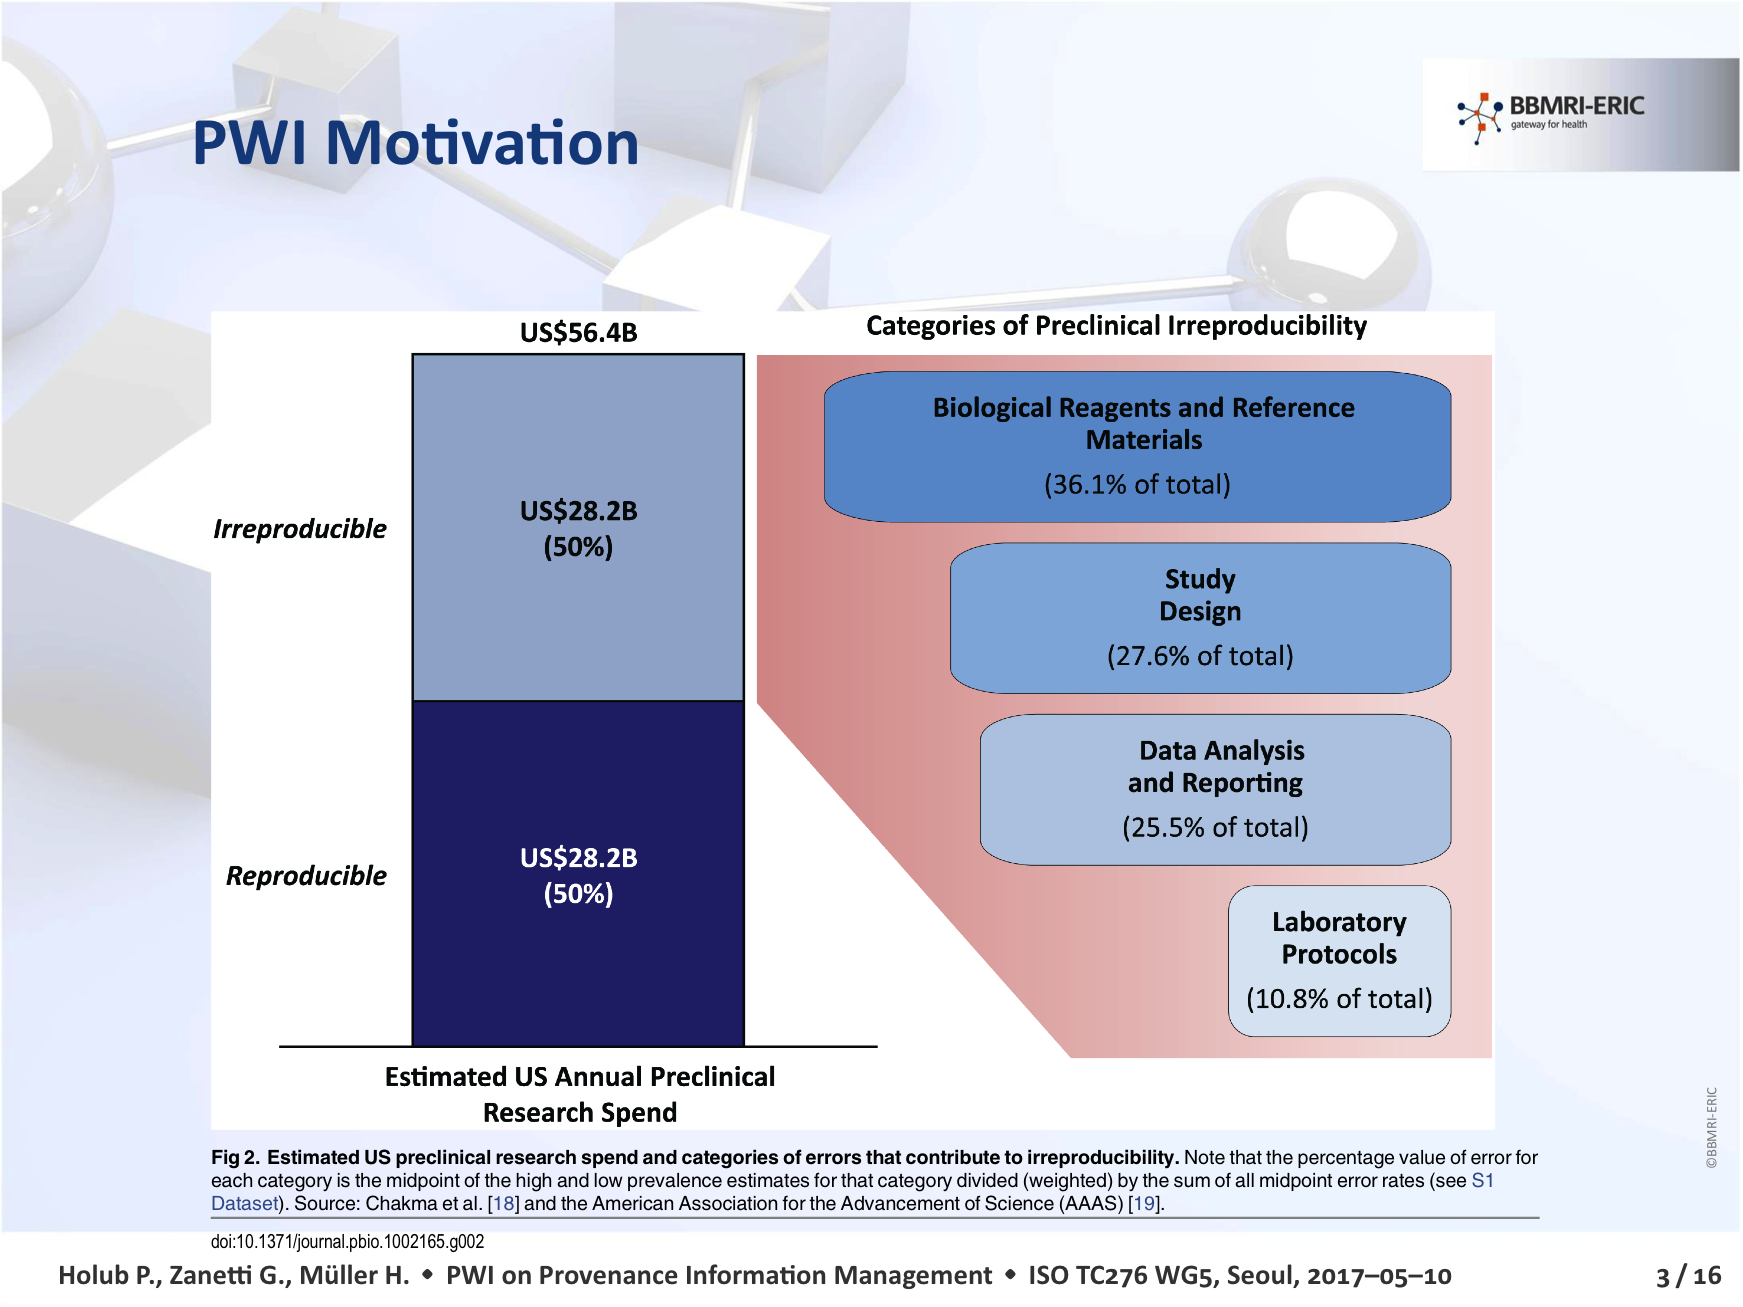 PWI Motivation
BBMRI-ERIC
gateway for health
US$56.4B
Categories of Preclinical Irreproducibility
Irreproducible
US$28.2B
(50%)
Reproducible
US$28.2B
(50%)
Estimated US Annual Preclinical
Research Spend
Biological Reagents and Reference
Materials
(36.1% of total)
Study
Design
(27.6% of total)
Data Analysis
and Reporting
(25.5% of total)
Laboratory
Protocols
(10.8% of total)
Fig 2. Estimated US preclinical research spend and categories of errors that contribute to irreproducibility. Note that the percentage value of error for
each category is the midpoint of the high and low prevalence estimates for that category divided (weighted) by the sum of all midpoint error rates (see S1
Dataset). Source: Chakma et al. [18] and the American Association for the Advancement of Science (AAAS) [19].
doi:10.1371/journal.pbio.1002165.g002
©BBMRI-ERIC
Holub P., Zanetti G., Müller H. • PWI on Provenance Information Management • ISO TC276 WG5, Seoul, 2017–05–10
3 / 16